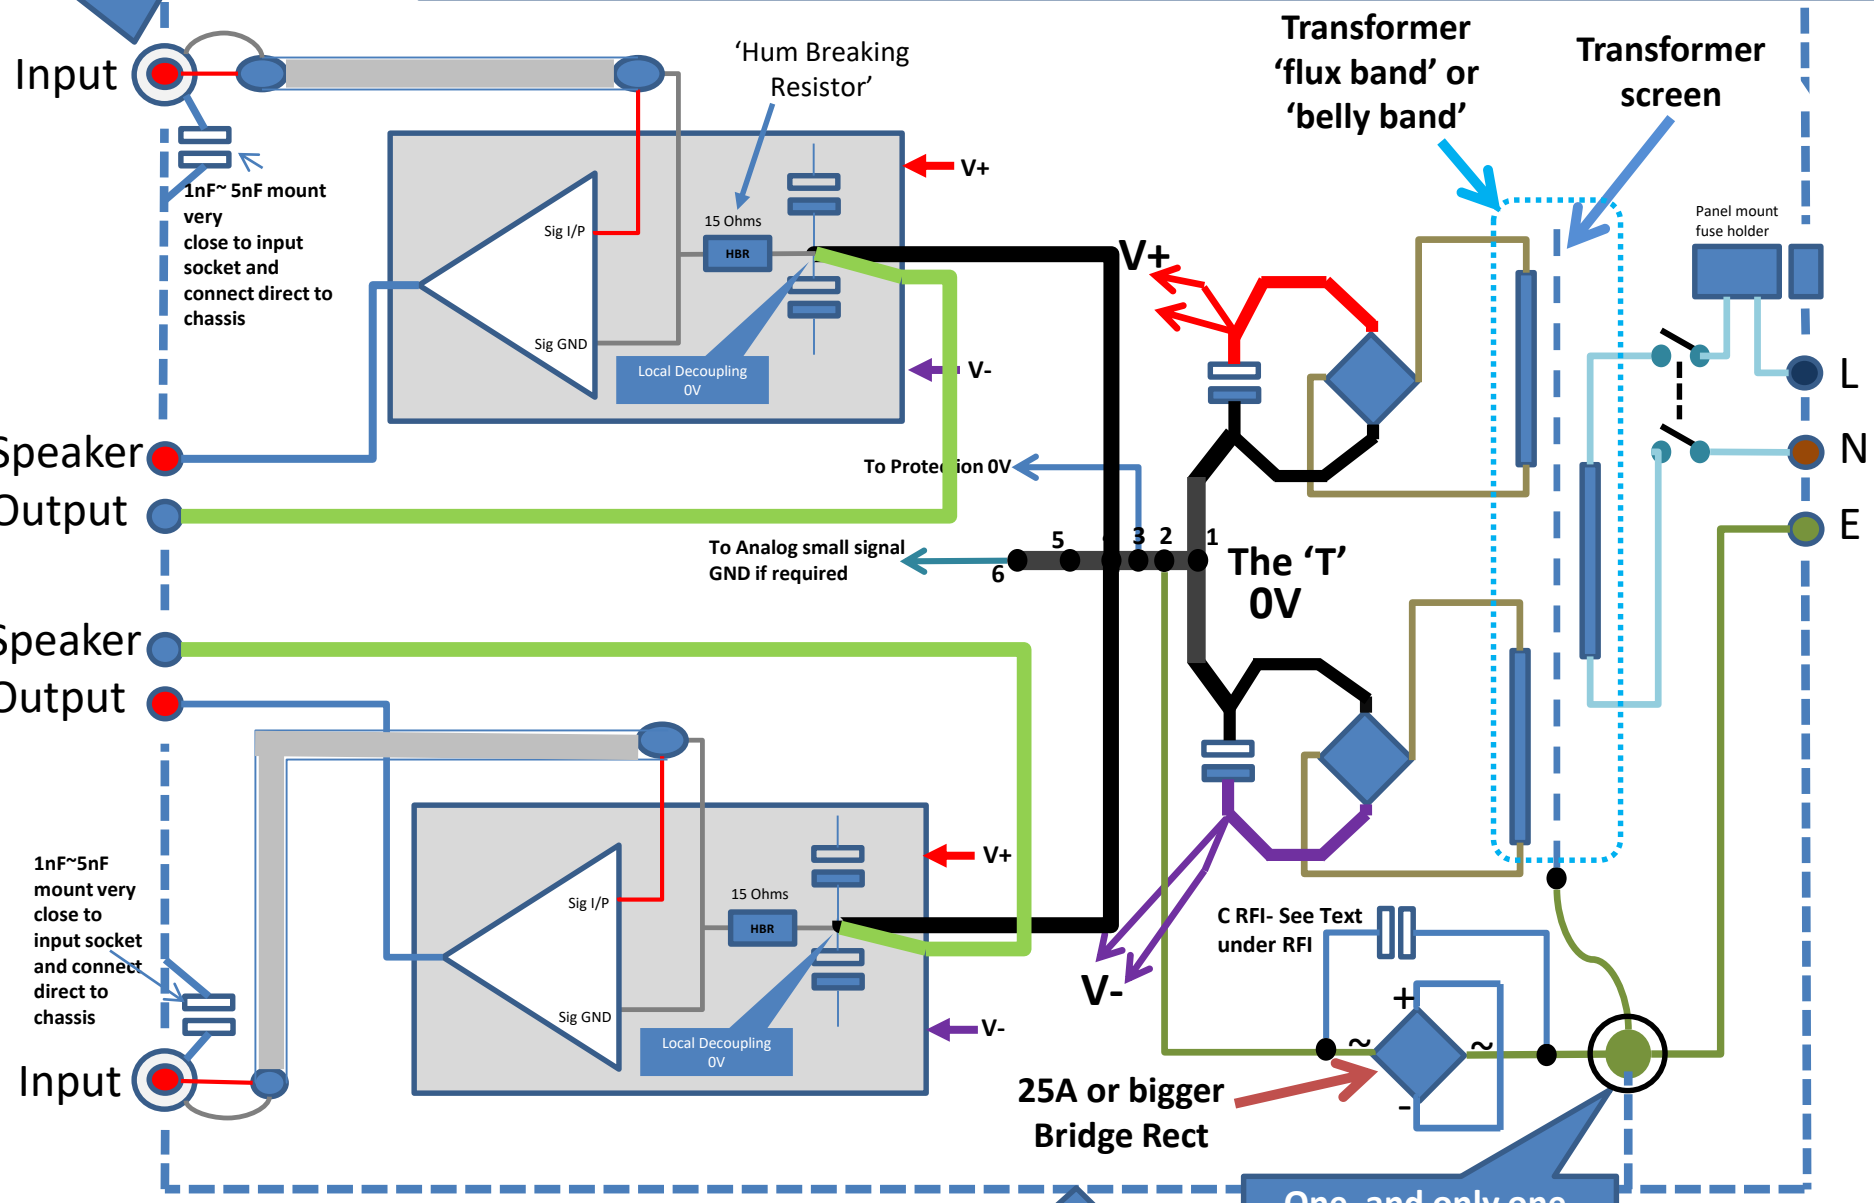 Input
‘Hum Breaking
Resistor’
Transformer
‘flux band’ or
‘belly band’
Transformer
screen
1nF~ 5nF mount
very
close to input
socket and
connect direct to
chassis
Sig I/P
15 Ohms
HBR
Sig GND
Local Decoupling
0V
V+
V-
V+
Panel mount
fuse holder
L
N
E
Speaker
Output
To Protection 0V
To Analog small signal
GND if required
6
5
3
2
1
The ‘T’
0V
Speaker
Output
1nF~5nF
mount very
close to
input socket
and connect
direct to
chassis
Input
Sig I/P
15 Ohms
HBR
Sig GND
Local Decoupling
0V
V+
V-
V-
C RFI- See Text
under RFI
+
~
~
-
25A or bigger
Bridge Rect
One and only one